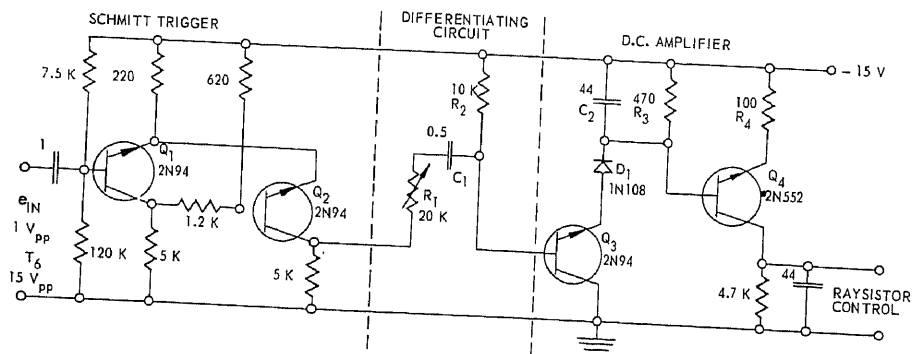 SCHMITT TRIGGER
DIFFERENTIATING
CIRCUIT
D.C. AMPLIFIER
7.5 K
220
620
10 K
R2
44
C2
470
R3
100
R4
– 15 V
1
Q1
2N94
0.5
C1
D1
1N108
Q4
2N552
eIN
1 Vpp
T6
15 Vpp
120 K
1.2 K
5 K
Q2
2N94
R1
20 K
5 K
Q3
2N94
4.7 K
44
RAYSISTOR
CONTROL